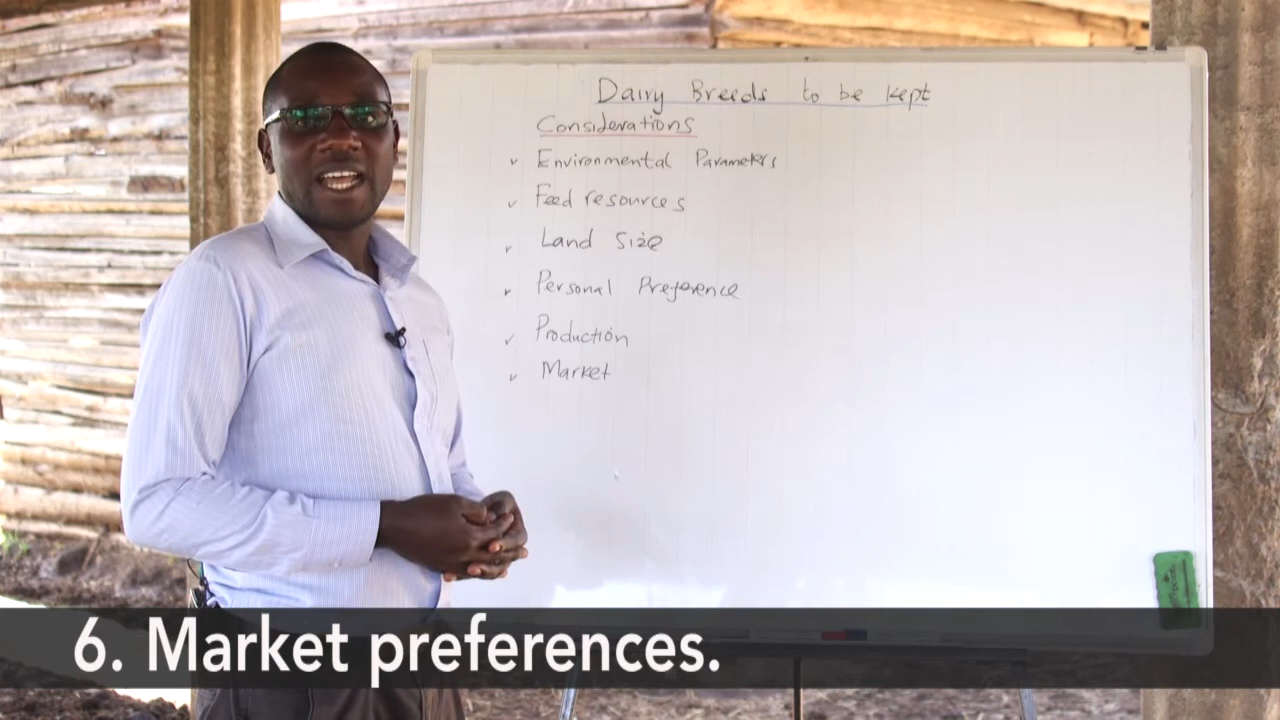 Dairy Breeds to be kept
Considerations
✓ Environmental Parameters
✓ Feed resources
✓ Land Size
✓ Personal Preference
✓ Production
✓ Market
6. Market preferences.